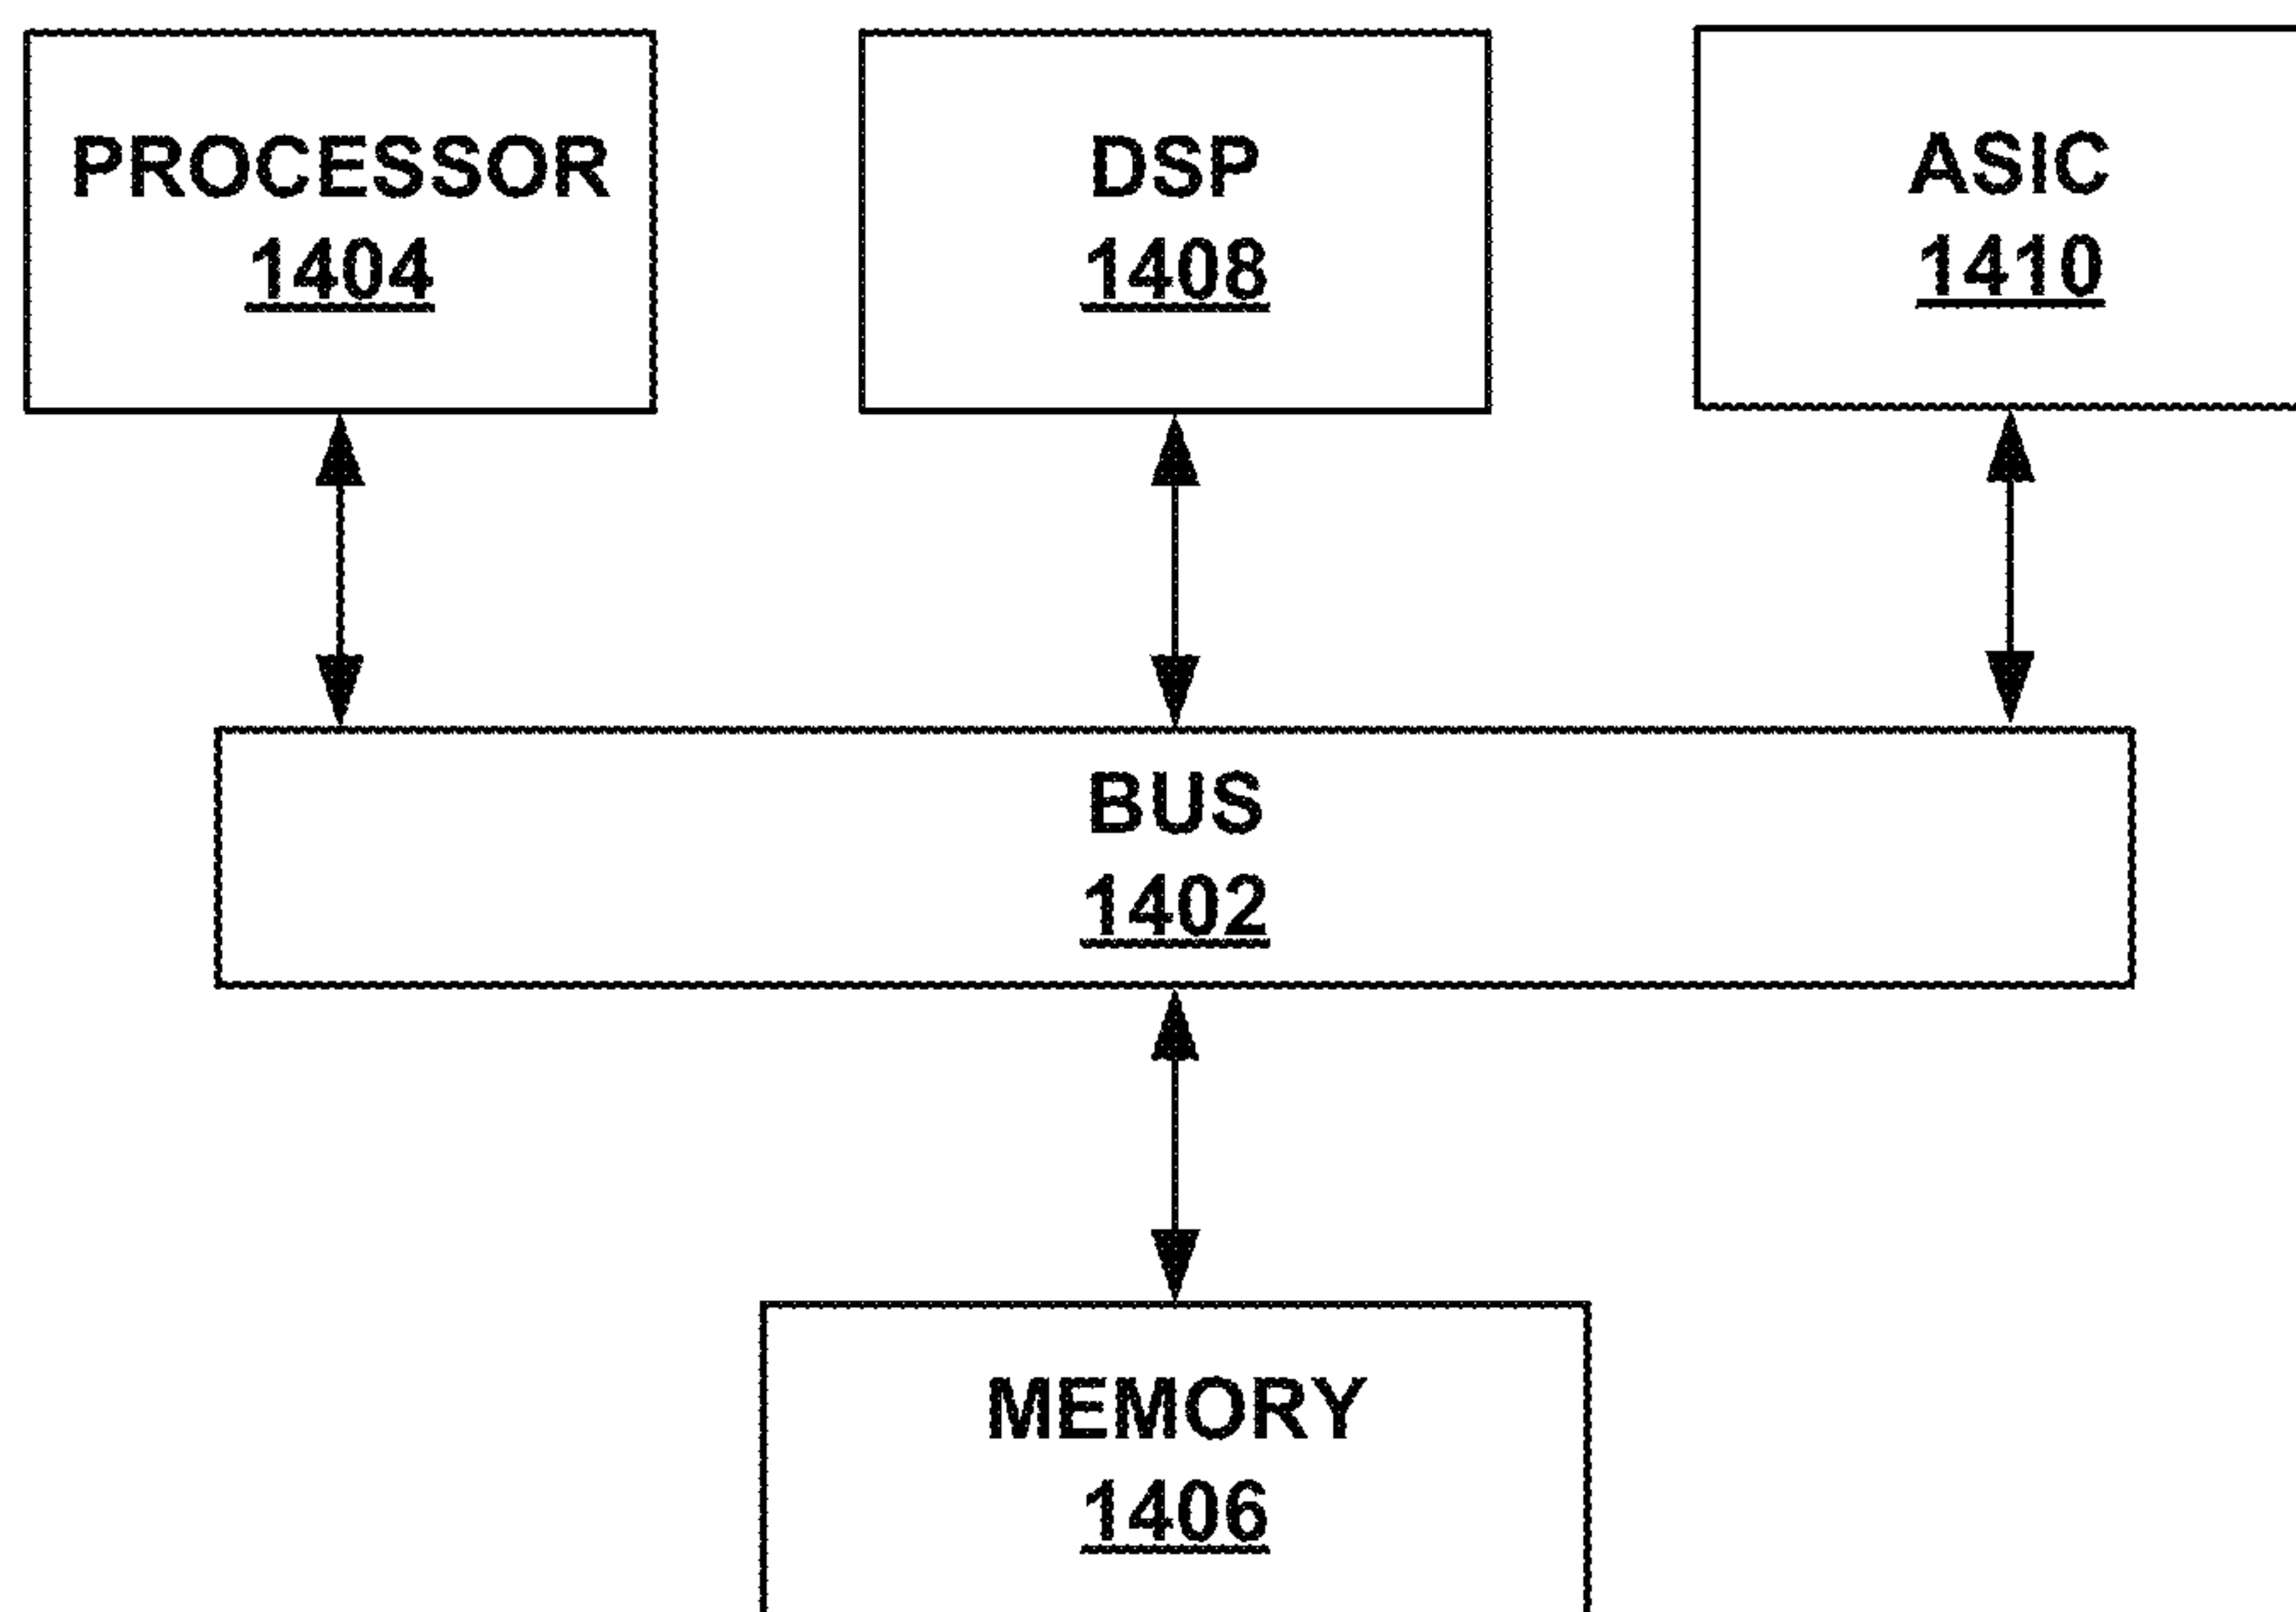 PROCESSOR
1404
DSP
1408
ASIC
1410
BUS
1402
MEMORY
1406